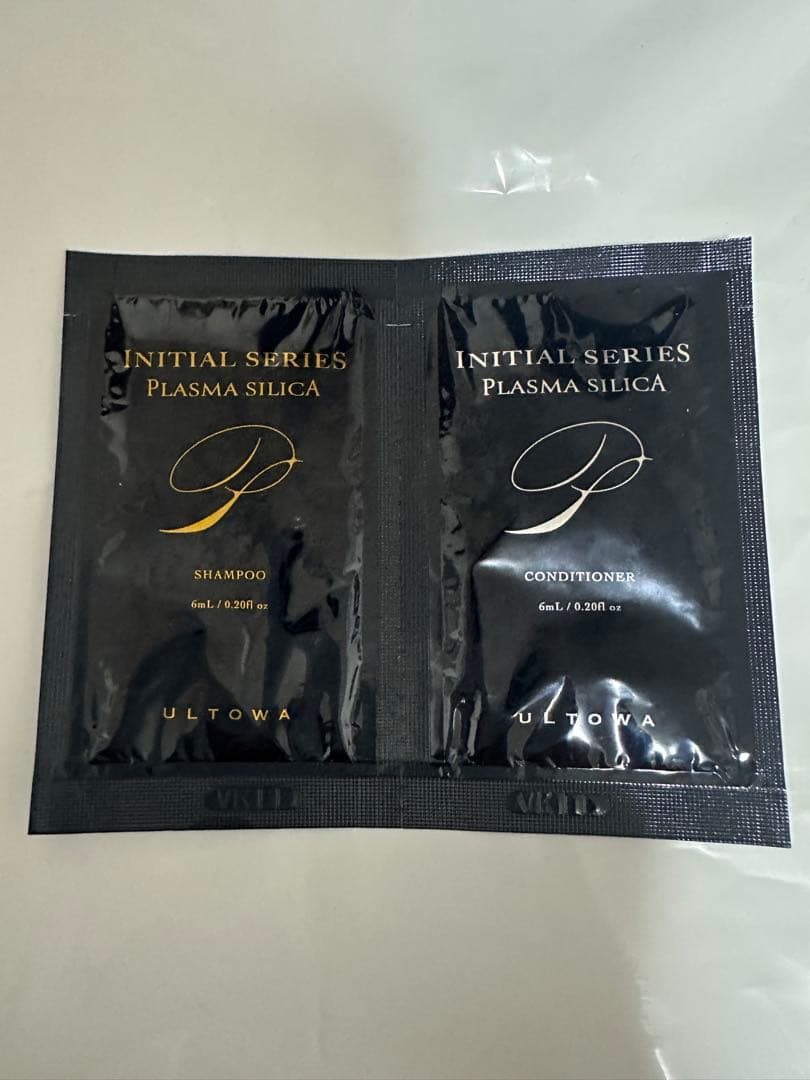 INITIAL SERIES
PLASMA SILICA
SHAMPOO
6mL / 0.20fl oz
ULTOWA
INITIAL SERIES
PLASMA SILICA
CONDITIONER
6mL / 0.20fl oz
ULTOWA